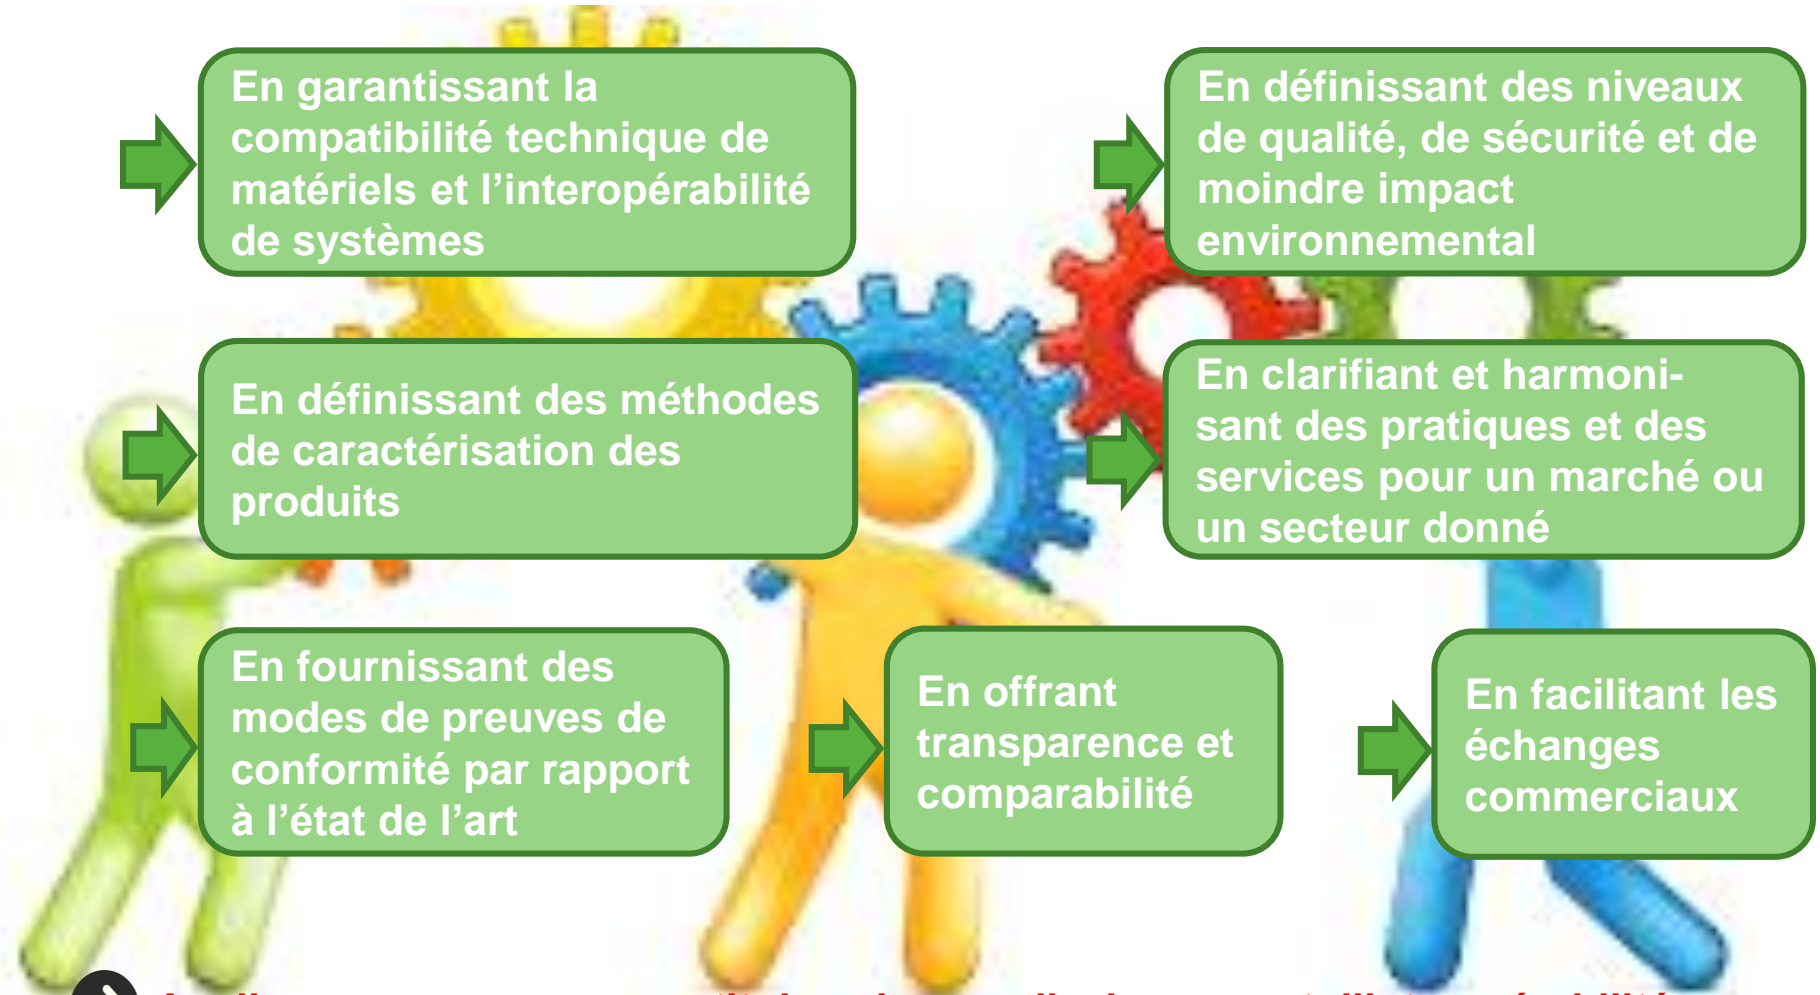 En garantissant la
compatibilité technique de
matériels et l’interopérabilité
de systèmes
En définissant des niveaux
de qualité, de sécurité et de
moindre impact
environnemental
En définissant des méthodes
de caractérisation des
produits
En clarifiant et harmoni-
sant des pratiques et des
services pour un marché ou
un secteur donné
En fournissant des
modes de preuves de
conformité par rapport
à l’état de l’art
En offrant
transparence et
comparabilité
En facilitant les
échanges
commerciaux